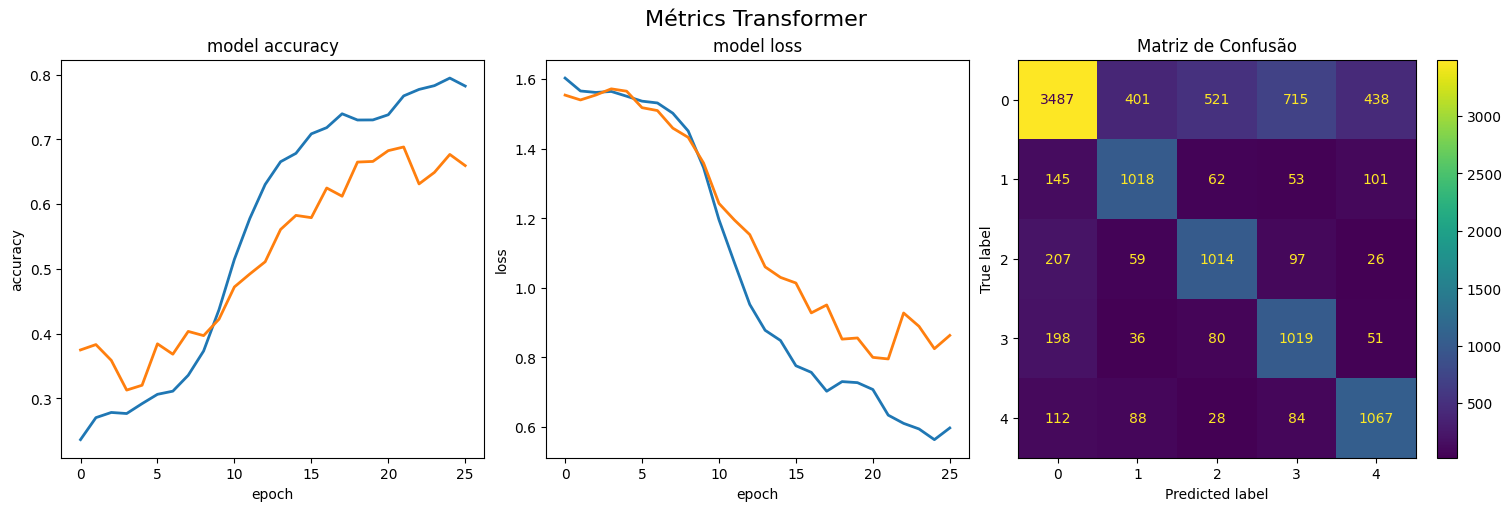 Métrics Transformer
model accuracy
accuracy
0.8
0.7
0.6
0.5
0.4
0.3
0 5 10 15 20 25
epoch
model loss
loss
1.6
1.4
1.2
1.0
0.8
0.6
0 5 10 15 20 25
epoch
Matriz de Confusão
True label
0 3487 401 521 715 438
1 145 1018 62 53 101
2 207 59 1014 97 26
3 198 36 80 1019 51
4 112 88 28 84 1067
0 1 2 3 4
Predicted label
3000
2500
2000
1500
1000
500